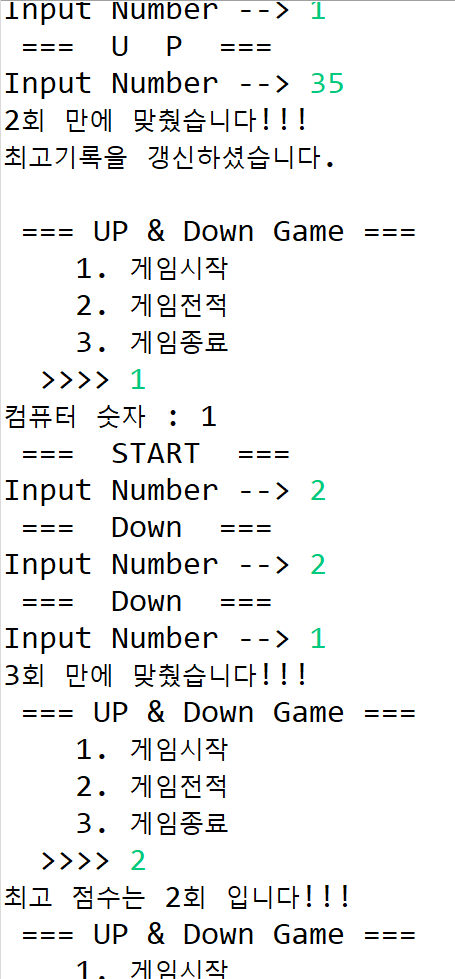 Input Number --> 1
=== U P ===
Input Number --> 35
2회 만에 맞췄습니다!!!
최고기록을 갱신하셨습니다.
=== UP & Down Game ===
1. 게임시작
2. 게임전적
3. 게임종료
>>>> 1
컴퓨터 숫자 : 1
=== START ===
Input Number --> 2
=== Down ===
Input Number --> 2
=== Down ===
Input Number --> 1
3회 만에 맞췄습니다!!!
=== UP & Down Game ===
1. 게임시작
2. 게임전적
3. 게임종료
>>>> 2
최고 점수는 2회 입니다!!!
=== UP & Down Game ===
1. 게임시작